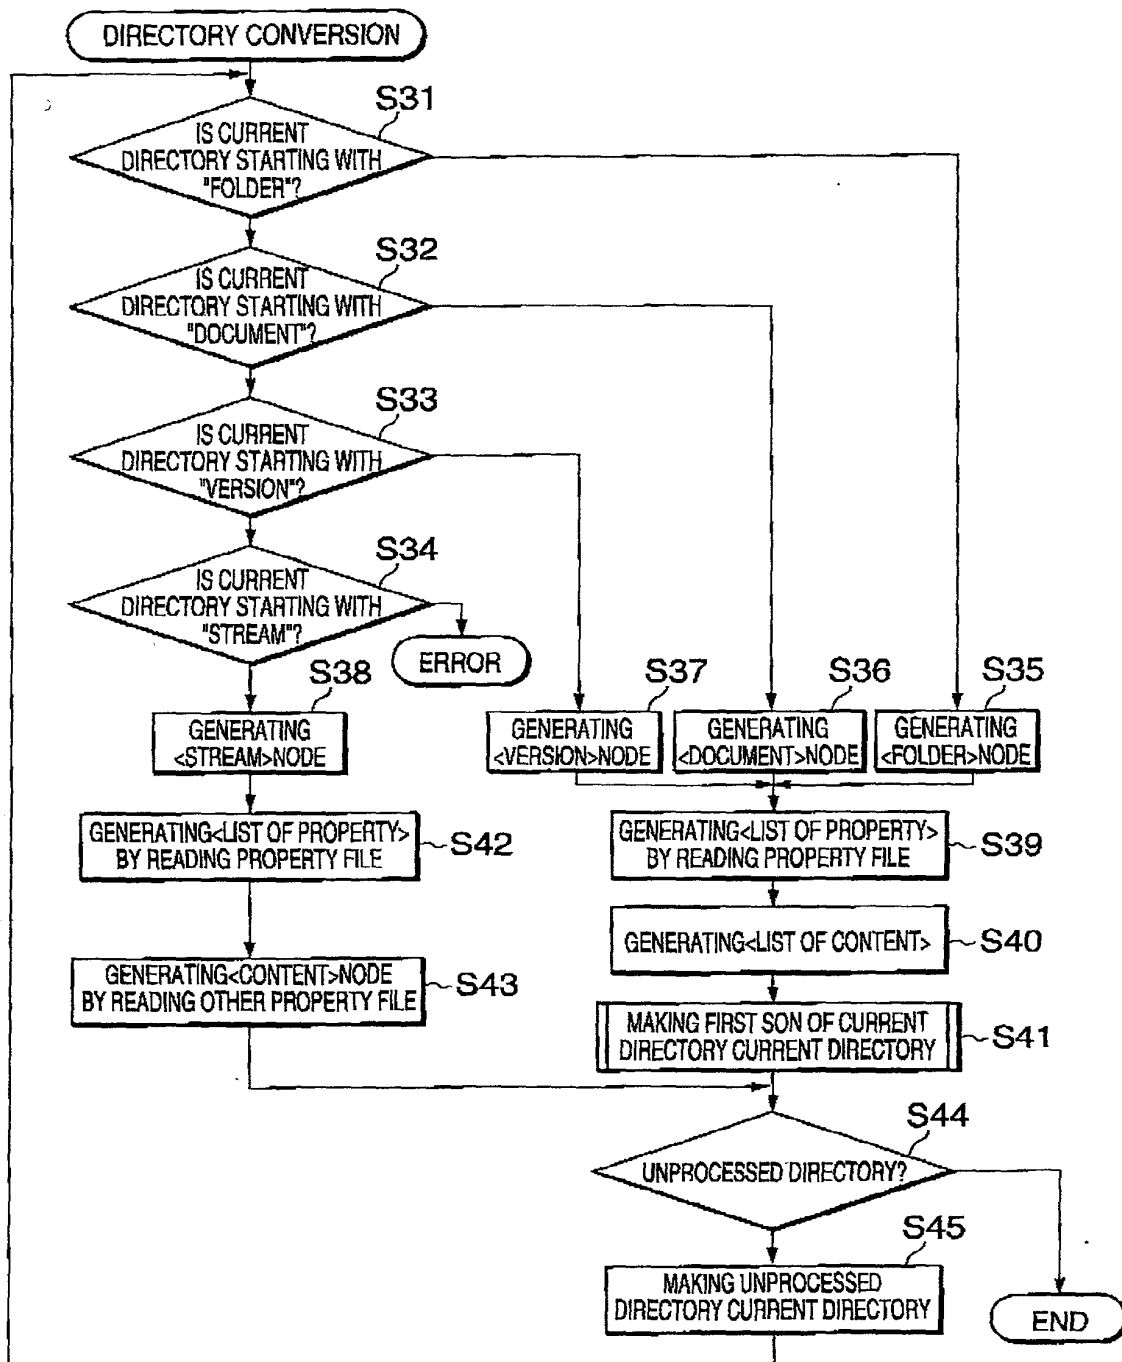 DIRECTORY CONVERSION
S31
IS CURRENT
DIRECTORY STARTING WITH
"FOLDER"?
S32
IS CURRENT
DIRECTORY STARTING WITH
"DOCUMENT"?
S33
IS CURRENT
DIRECTORY STARTING WITH
"VERSION"?
S34
IS CURRENT
DIRECTORY STARTING WITH
"STREAM"?
ERROR
S38
GENERATING
<STREAM>NODE
S37
GENERATING
<VERSION>NODE
S36
GENERATING
<DOCUMENT>NODE
S35
GENERATING
<FOLDER>NODE
GENERATING<LIST OF PROPERTY>
BY READING PROPERTY FILE
S42
GENERATING<LIST OF PROPERTY>
BY READING PROPERTY FILE
S39
GENERATING<LIST OF CONTENT>
S40
GENERATING<CONTENT>NODE
BY READING OTHER PROPERTY FILE
S43
MAKING FIRST SON OF CURRENT
DIRECTORY CURRENT DIRECTORY
S41
S44
UNPROCESSED DIRECTORY?
S45
MAKING UNPROCESSED
DIRECTORY CURRENT DIRECTORY
END